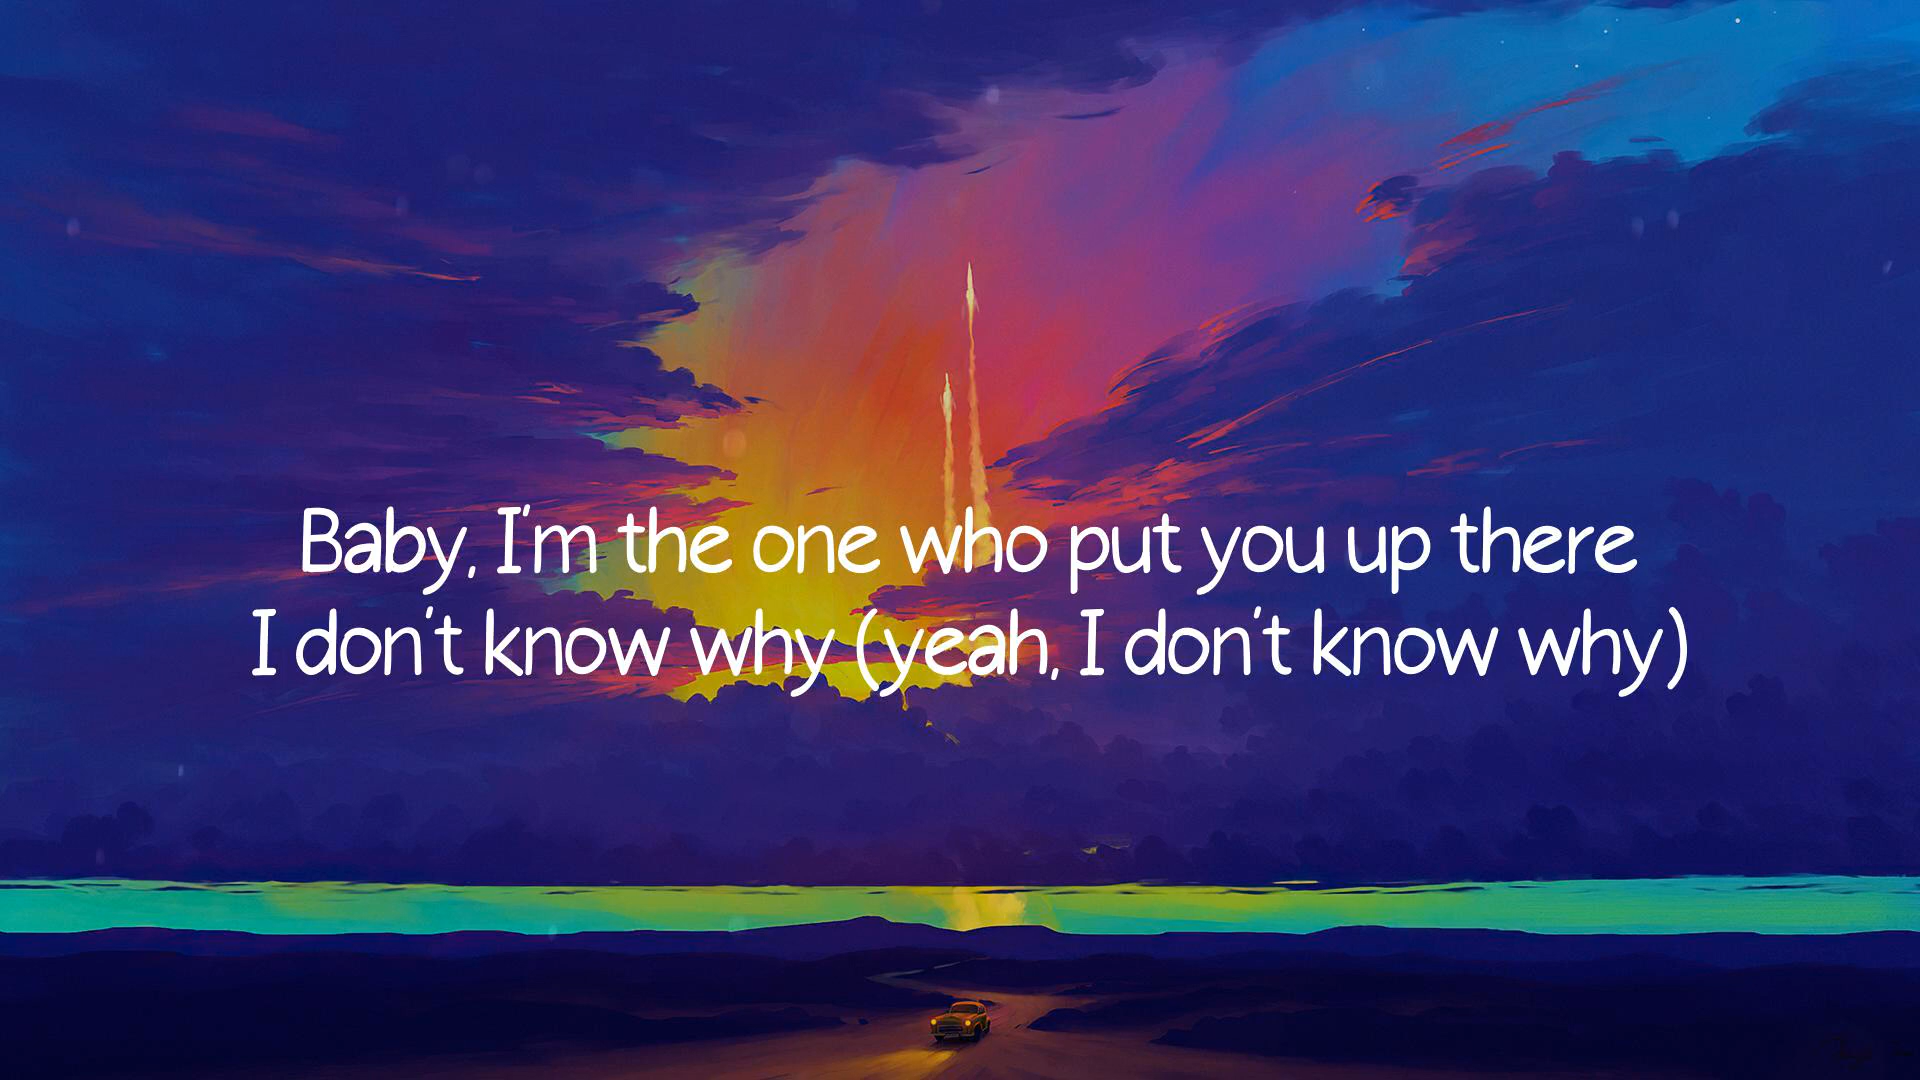 Baby, I'm the one who put you up there
I don't know why (yeah, I don't know why)